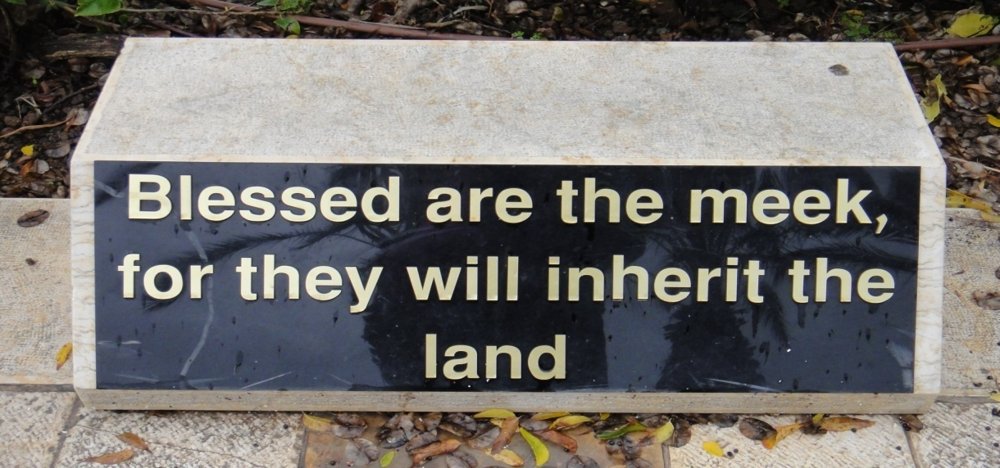 Blessed are the meek,
for they will inherit the
land